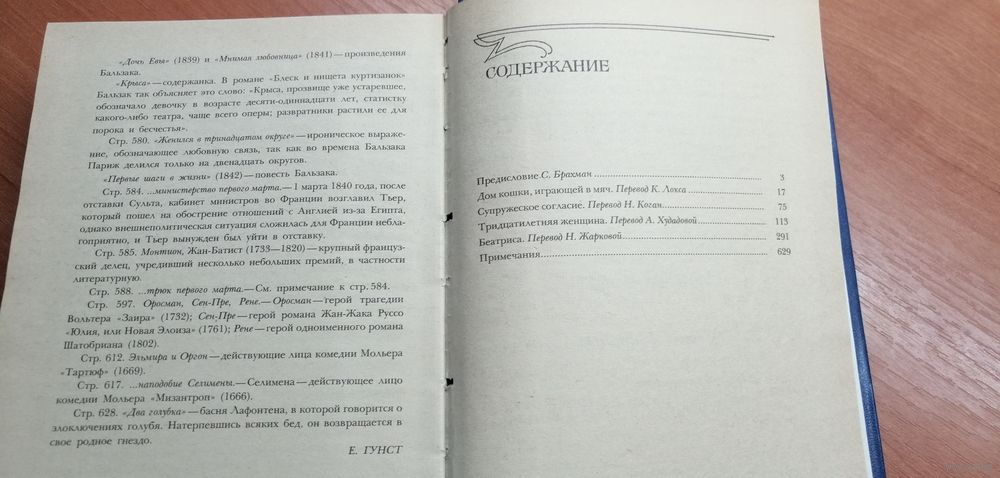 «Дочь Евы» (1839) и «Мнимая любовница» (1841)—произведения
Бальзака.
«Крыса»—содержанка. В романе «Блеск и нищета куртизанок»
Бальзак так объясняет это слово: «Крыса, прозвище уже устаревшее,
обозначало девочку в возрасте десяти-одиннадцати лет, статистку
какого-либо театра, чаще всего оперы; развратники растили ее для
порока и бесчестья».
Стр. 580. «Женился в тринадцатом округе»—ироническое выраже-
ние, обозначающее любовную связь, так как во времена Бальзака
Париж делился только на двенадцать округов.
«Первые шаги в жизни» (1842)—повесть Бальзака.
Стр. 584. ...министерство первого марта.—1 марта 1840 года, после
отставки Сульта, кабинет министров во Франции возглавил Тьер,
который пошел на обострение отношений с Англией из-за Египта,
однако внешнеполитическая ситуация сложилась для Франции небла-
гоприятно, и Тьер вынужден был уйти в отставку.
Стр. 585. Монтион, Жан-Батист (1733—1820)—крупный француз-
ский делец, учредивший несколько небольших премий, в частности
литературную.
Стр. 588. ...трюк первого марта.—См. примечание к стр. 584.
Стр. 597. Оросман, Сен-Пре, Рене.—Оросман—герой трагедии
Вольтера «Заира» (1732); Сен-Пре—герой романа Жан-Жака Руссо
«Юлия, или Новая Элоиза» (1761); Рене—герой одноименного романа
Шатобриана (1802).
Стр. 612. Эльмира и Оргон—действующие лица комедии Мольера
«Тартюф» (1669).
Стр. 617. ...наподобие Селимены.—Селимена—действующее лицо
комедии Мольера «Мизантроп» (1666).
Стр. 628. «Два голубка»—басня Лафонтена, в которой говорится о
злоключениях голубя. Натерпевшись всяких бед, он возвращается в
свое родное гнездо.
Е. ГУНСТ
СОДЕРЖАНИЕ
Предисловие. С. Брахман 3
Дом кошки, играющей в мяч. Перевод К. Локса 17
Супружеское согласие. Перевод Н. Коган 75
Тридцатилетняя женщина. Перевод А. Худадовой 113
Беатриса. Перевод Н. Жарковой 291
Примечания 629